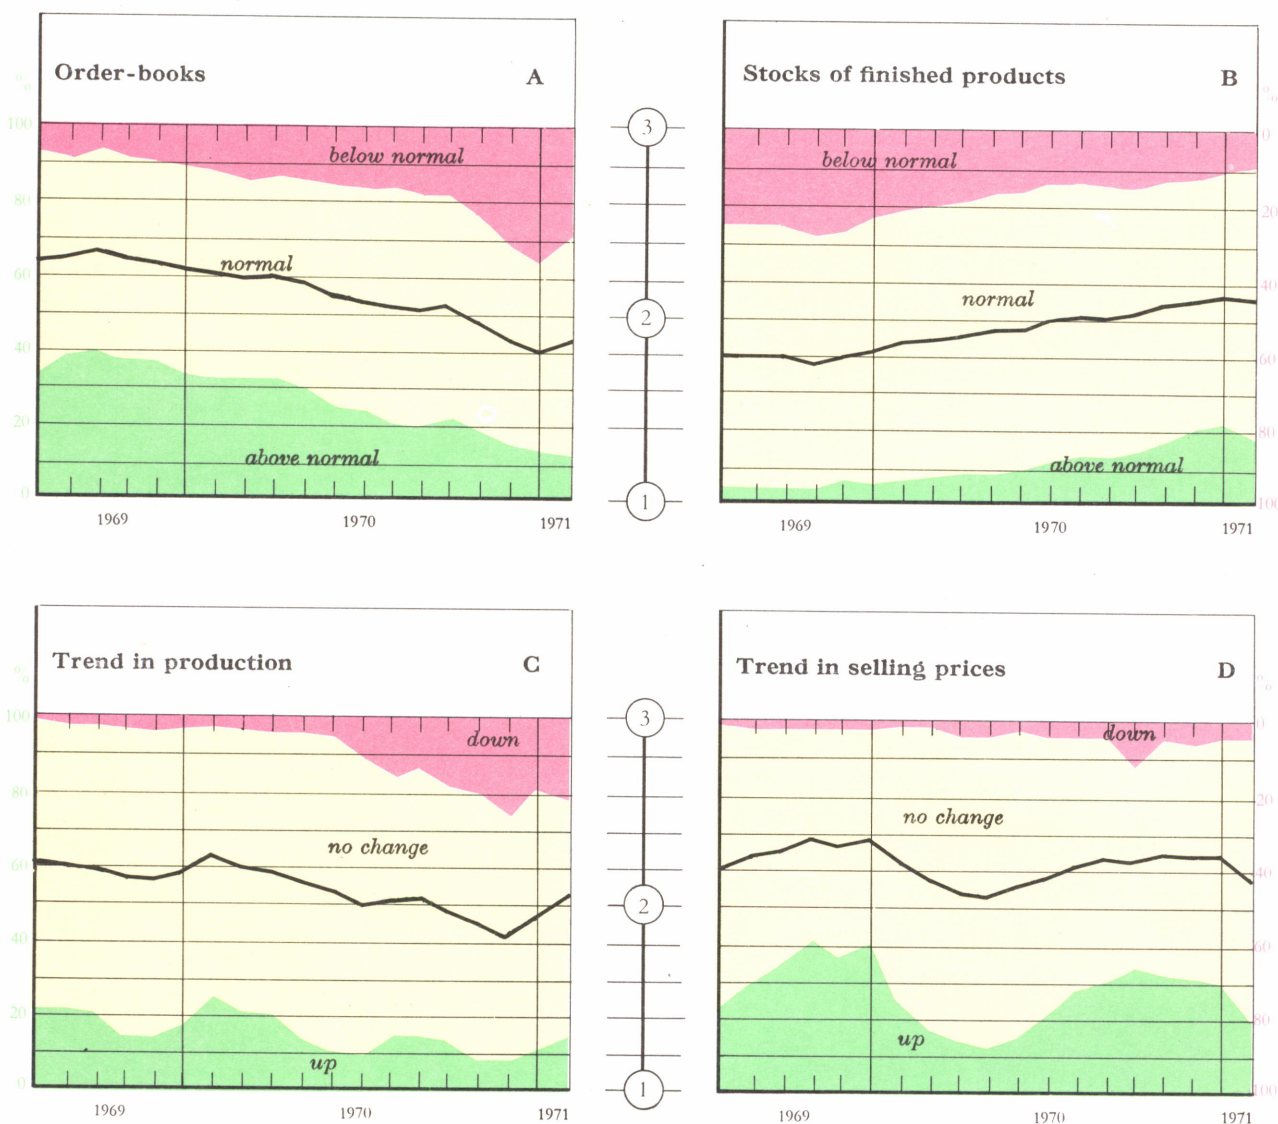 Order-books A
%
100
80
60
40
20
0
below normal
normal
above normal
1969 1970 1971
3
2
1
Stocks of finished products B
%
0
20
40
60
80
100
below normal
normal
above normal
1969 1970 1971
Trend in production C
%
100
80
60
40
20
0
down
no change
up
1969 1970 1971
3
2
1
Trend in selling prices D
%
0
20
40
60
80
100
down
no change
up
1969 1970 1971